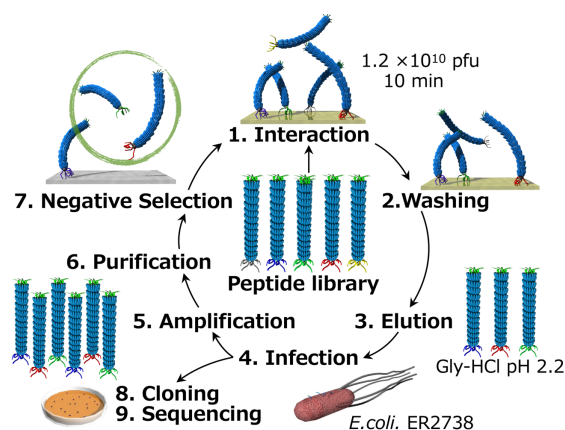 1.2 ×10¹⁰ pfu
10 min
1. Interaction
2.Washing
7. Negative Selection
6. Purification
Peptide library
5. Amplification
3. Elution
4. Infection
Gly-HCl pH 2.2
8. Cloning
9. Sequencing
E.coli. ER2738